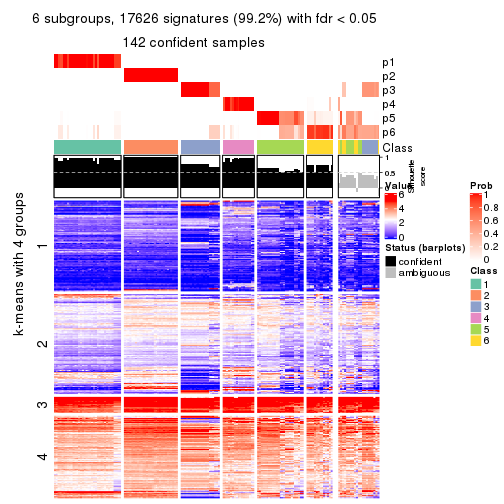 6 subgroups, 17626 signatures (99.2%) with fdr < 0.05
142 confident samples
p1
p2
p3
p4
p5
p6
Class
1
0.5
0
Silhouette
score
k-means with 4 groups
1
2
3
4
Value
6
4
2
0
Status (barplots)
confident
ambiguous
Prob
1
0.8
0.6
0.4
0.2
0
Class
1
2
3
4
5
6